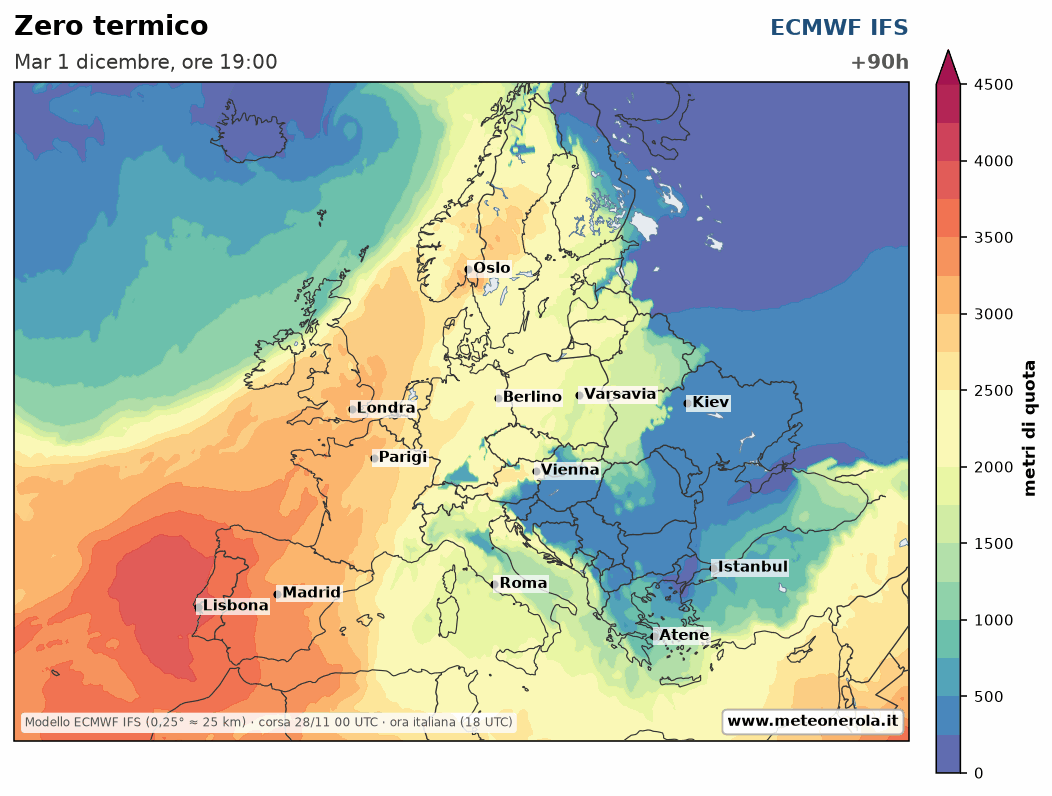 Zero termico
ECMWF IFS
Mar 1 dicembre, ore 19:00
+90h
4500
4000
3500
3000
2500
2000
1500
1000
500
0
metri di quota
Oslo
Berlino
Varsavia
Kiev
Londra
Parigi
Vienna
Istanbul
Roma
Madrid
Lisbona
Atene
Modello ECMWF IFS (0,25° ≈ 25 km) · corsa 28/11 00 UTC · ora italiana (18 UTC)
www.meteonerola.it